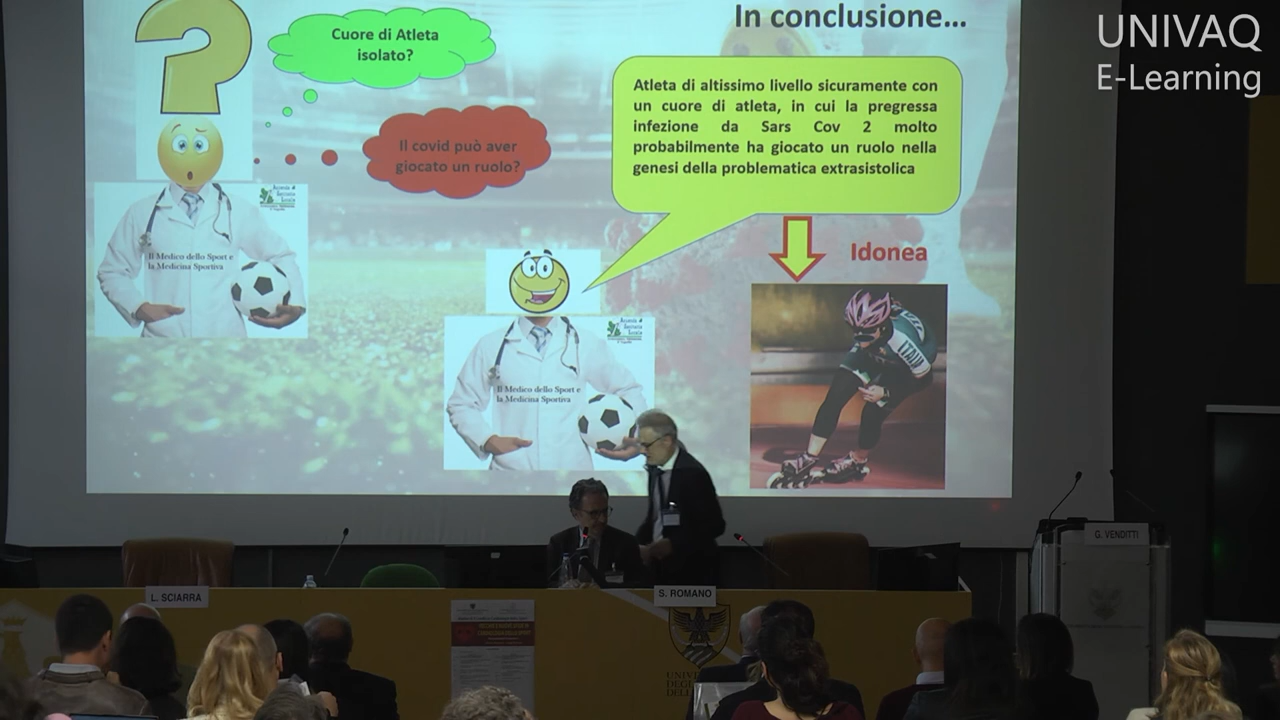 In conclusione...
UNIVAQ
E-Learning
Cuore di Atleta
isolato?
Il covid può aver
giocato un ruolo?
Atleta di altissimo livello sicuramente con
un cuore di atleta, in cui la pregressa
infezione da Sars Cov 2 molto
probabilmente ha giocato un ruolo nella
genesi della problematica extrasistolica
Idonea
Il Medico dello Sport e
la Medicina Sportiva
Il Medico dello Sport e
la Medicina Sportiva
ITALIA
G. VENDITTI
L. SCIARRA
S. ROMANO